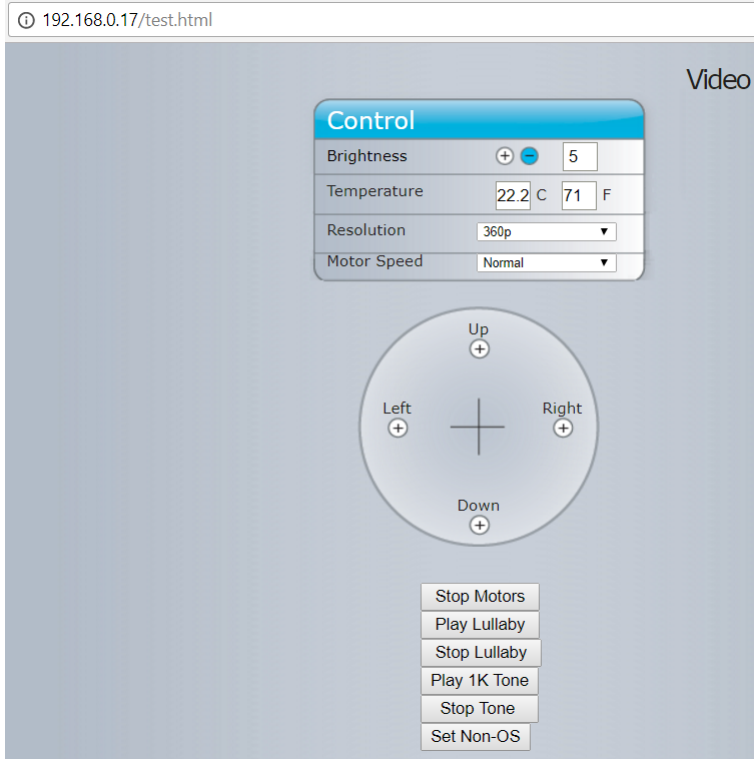 192.168.0.17/test.html
Video
Control
Brightness 5
Temperature 22.2 C 71 F
Resolution 360p
Motor Speed Normal
Up
Left Right
Down
Stop Motors
Play Lullaby
Stop Lullaby
Play 1K Tone
Stop Tone
Set Non-OS